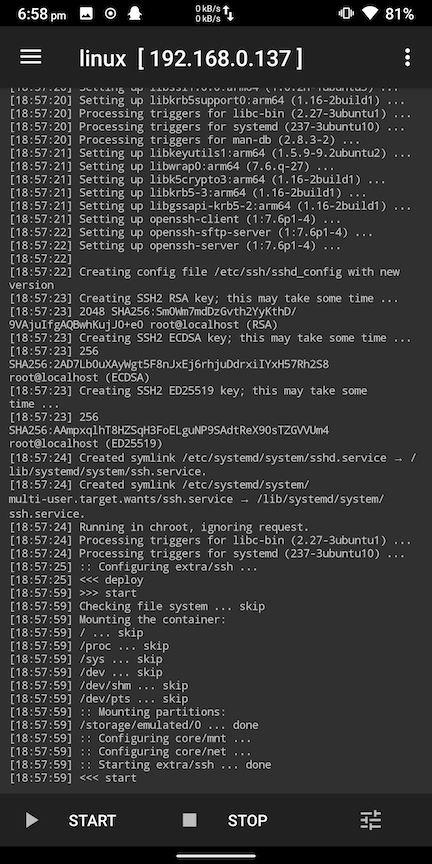 6:58 pm
0 kB/s
0 kB/s
81%
linux [ 192.168.0.137 ]
[18:57:20] Setting up libkrb5support0:arm64 (1.16-2build1) ...
[18:57:20] Processing triggers for libc-bin (2.27-3ubuntu1) ...
[18:57:20] Processing triggers for systemd (237-3ubuntu10) ...
[18:57:20] Processing triggers for man-db (2.8.3-2) ...
[18:57:21] Setting up libkeyutils1:arm64 (1.5.9-9.2ubuntu2) ...
[18:57:21] Setting up libwrap0:arm64 (7.6.q-27) ...
[18:57:21] Setting up libk5crypto3:arm64 (1.16-2build1) ...
[18:57:21] Setting up libkrb5-3:arm64 (1.16-2build1) ...
[18:57:21] Setting up libgssapi-krb5-2:arm64 (1.16-2build1) ...
[18:57:21] Setting up openssh-client (1:7.6p1-4) ...
[18:57:22] Setting up openssh-sftp-server (1:7.6p1-4) ...
[18:57:22] Setting up openssh-server (1:7.6p1-4) ...
[18:57:22]
[18:57:22] Creating config file /etc/ssh/sshd_config with new
version
[18:57:23] Creating SSH2 RSA key; this may take some time ...
[18:57:23] 2048 SHA256:SmOWm7mdDzGvth2YyKthD/
9VAjuIfgAQBwhKujJO+e0 root@localhost (RSA)
[18:57:23] Creating SSH2 ECDSA key; this may take some time ...
[18:57:23] 256
SHA256:2AD7Lb0uXAyWgt5F8nJxEj6rhjuDdrxiIYxH57Rh2S8
root@localhost (ECDSA)
[18:57:23] Creating SSH2 ED25519 key; this may take some
time ...
[18:57:23] 256
SHA256:AAmpxqlhT8HZSqH3FoELguNP9SAdtReX90sTZGVVUm4
root@localhost (ED25519)
[18:57:24] Created symlink /etc/systemd/system/sshd.service → /
lib/systemd/system/ssh.service.
[18:57:24] Created symlink /etc/systemd/system/
multi-user.target.wants/ssh.service → /lib/systemd/system/
ssh.service.
[18:57:24] Running in chroot, ignoring request.
[18:57:24] Processing triggers for libc-bin (2.27-3ubuntu1) ...
[18:57:24] Processing triggers for systemd (237-3ubuntu10) ...
[18:57:25] :: Configuring extra/ssh ...
[18:57:25] <<< deploy
[18:57:59] >>> start
[18:57:59] Checking file system ... skip
[18:57:59] Mounting the container:
[18:57:59] / ... skip
[18:57:59] /proc ... skip
[18:57:59] /sys ... skip
[18:57:59] /dev ... skip
[18:57:59] /dev/shm ... skip
[18:57:59] /dev/pts ... skip
[18:57:59] :: Mounting partitions:
[18:57:59] /storage/emulated/0 ... done
[18:57:59] :: Configuring core/mnt ...
[18:57:59] :: Configuring core/net ...
[18:57:59] :: Starting extra/ssh ... done
[18:57:59] <<< start
START
STOP